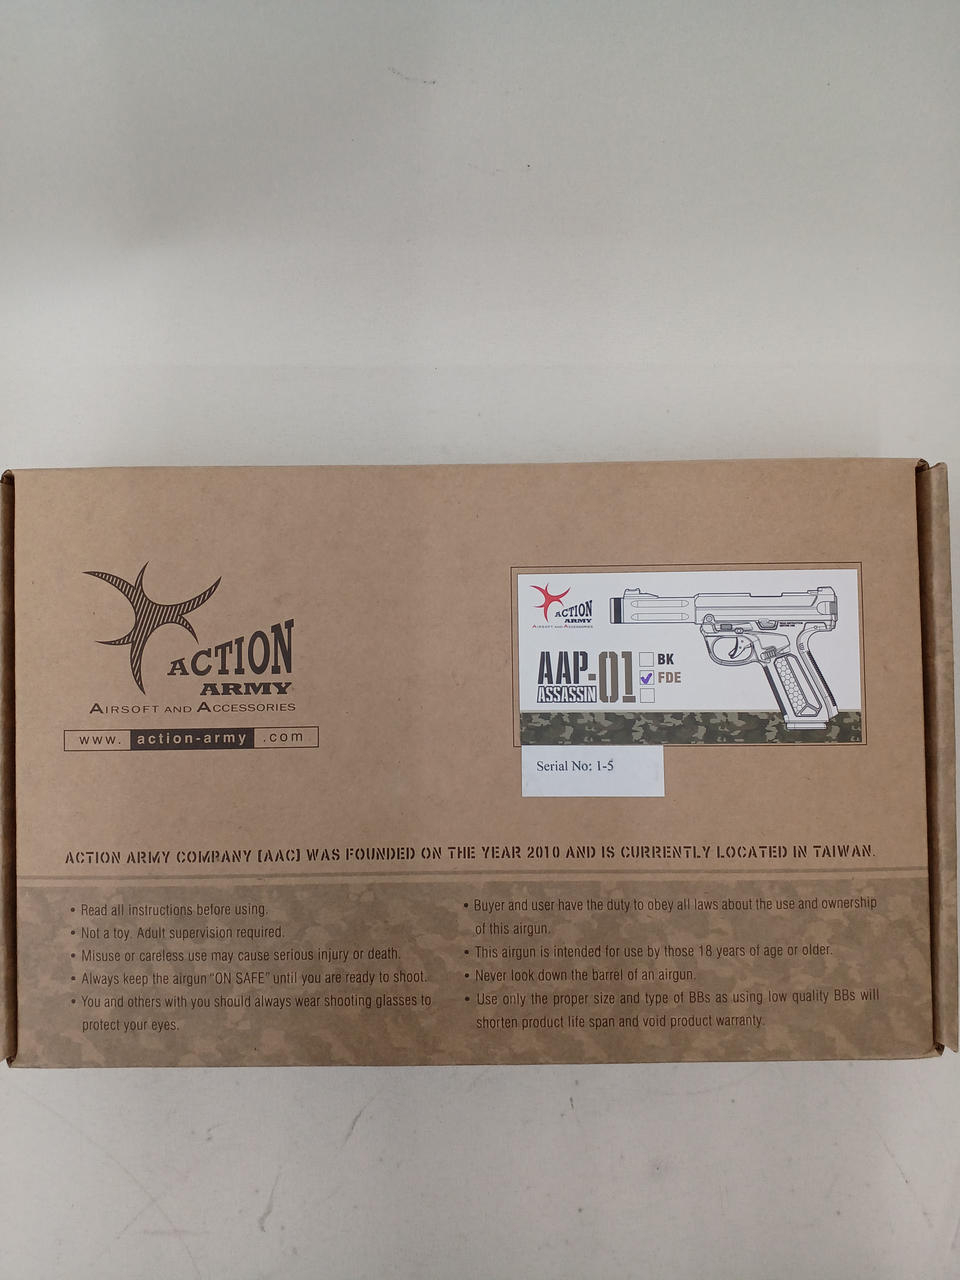 ACTION
ARMY
AIRSOFT AND ACCESSORIES
www. action-army .com
ACTION
ARMY
AIRSOFT AND ACCESSORIES
AAP-01
ASSASSIN
BK
FDE
Serial No: 1-5
ACTION ARMY COMPANY (AAC) WAS FOUNDED ON THE YEAR 2010 AND IS CURRENTLY LOCATED IN TAIWAN.
• Read all instructions before using.
• Not a toy. Adult supervision required.
• Misuse or careless use may cause serious injury or death.
• Always keep the airgun "ON SAFE" until you are ready to shoot.
• You and others with you should always wear shooting glasses to
protect your eyes.
• Buyer and user have the duty to obey all laws about the use and ownership
of this airgun.
• This airgun is intended for use by those 18 years of age or older.
• Never look down the barrel of an airgun.
• Use only the proper size and type of BBs as using low quality BBs will
shorten product life span and void product warranty.